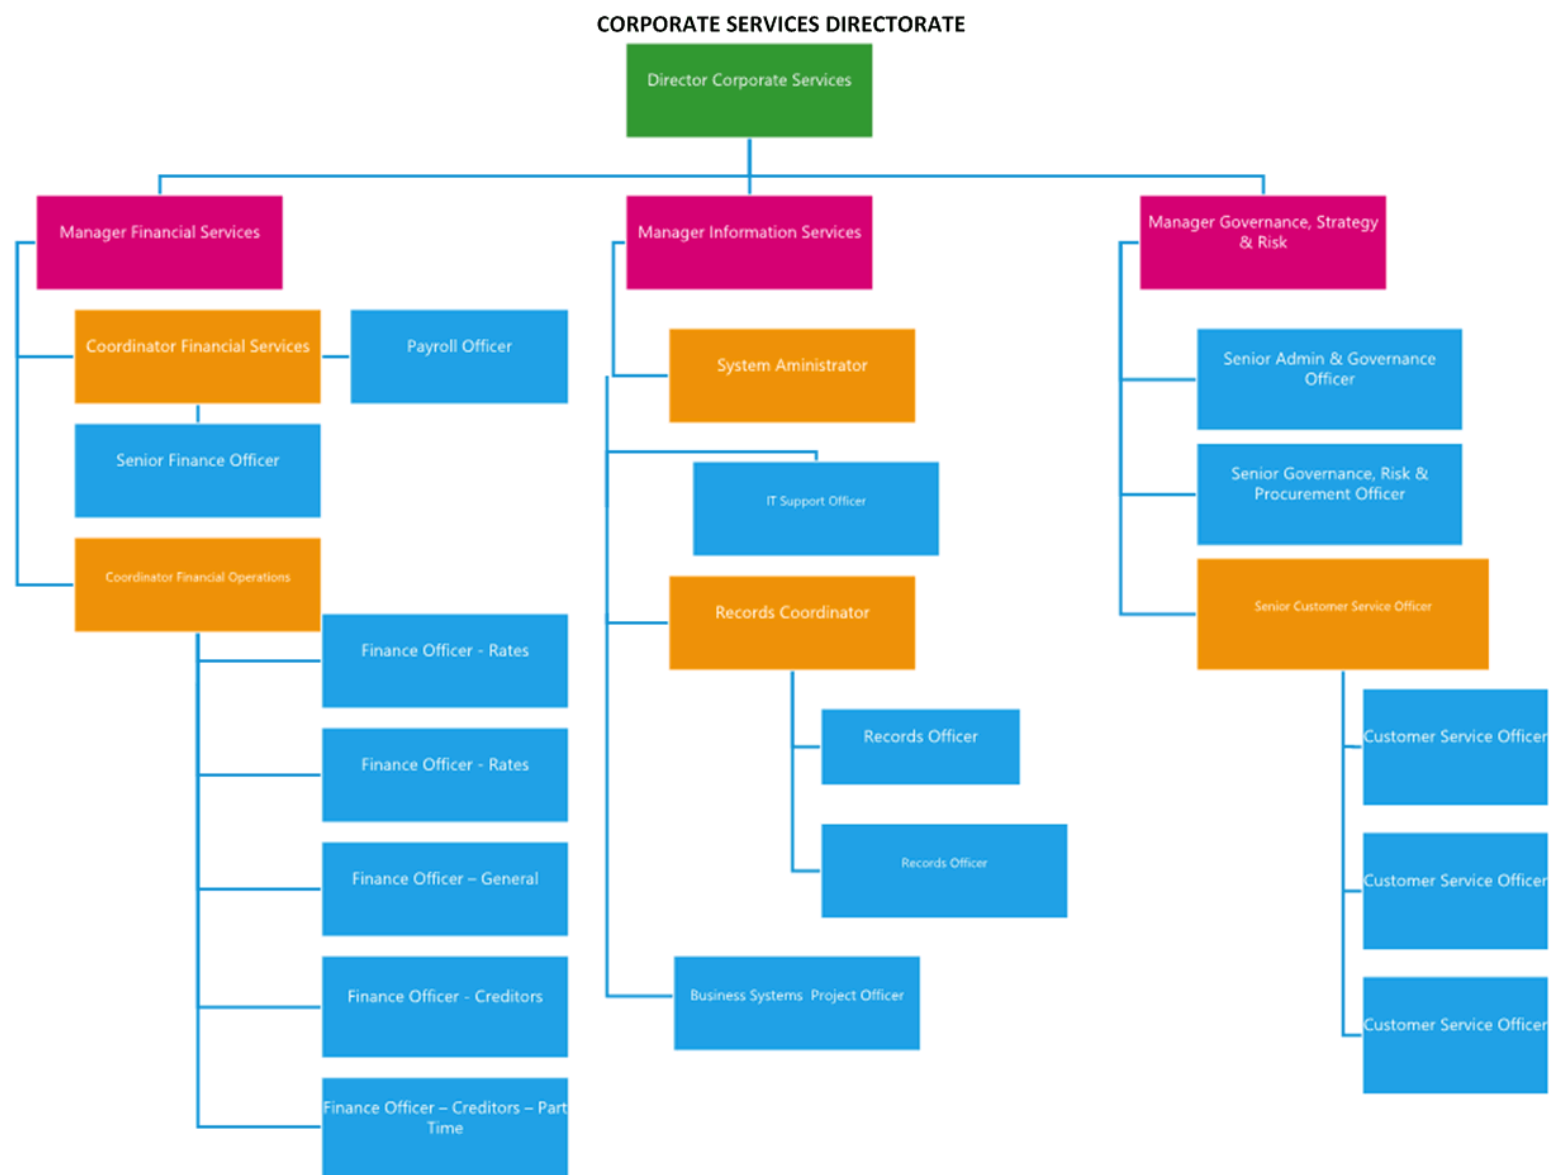 CORPORATE SERVICES DIRECTORATE
Director Corporate Services
Manager Financial Services
Manager Information Services
Manager Governance, Strategy
& Risk
Coordinator Financial Services
Payroll Officer
Senior Finance Officer
Coordinator Financial Operations
Finance Officer - Rates
Finance Officer - Rates
Finance Officer – General
Finance Officer - Creditors
Finance Officer – Creditors – Part
Time
System Aministrator
IT Support Officer
Records Coordinator
Records Officer
Records Officer
Business Systems  Project Officer
Senior Admin & Governance
Officer
Senior Governance, Risk &
Procurement Officer
Senior Customer Service Officer
Customer Service Officer
Customer Service Officer
Customer Service Officer